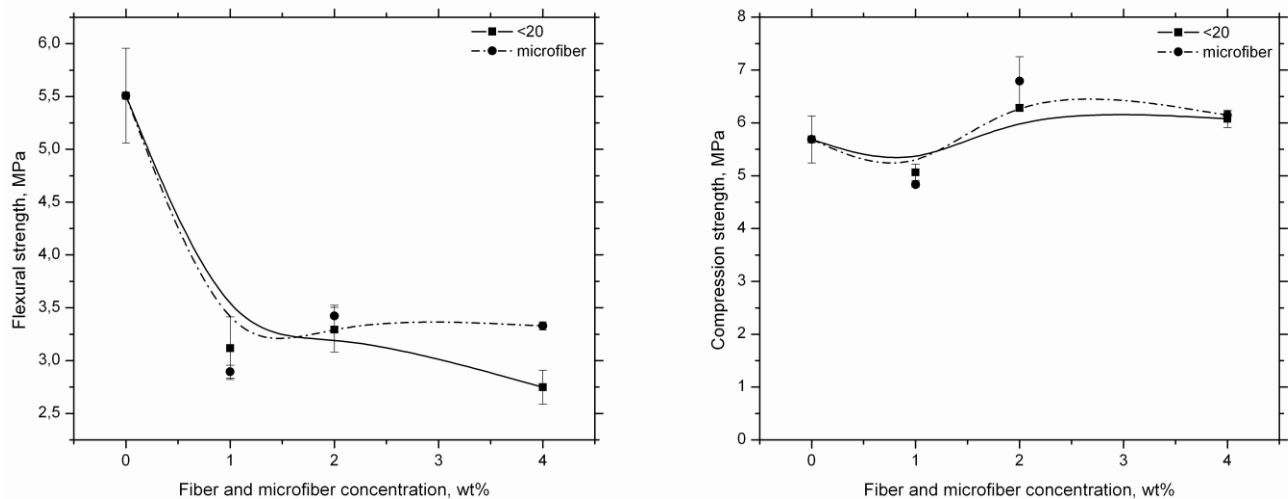 6,0
5,5
5,0
4,5
4,0
3,5
3,0
2,5
Flexural strength, MPa
<20
microfiber
0 1 2 3 4
Fiber and microfiber concentration, wt%
8
7
6
5
4
3
2
1
0
Compression strength, MPa
<20
microfiber
0 1 2 3 4
Fiber and microfiber concentration, wt%